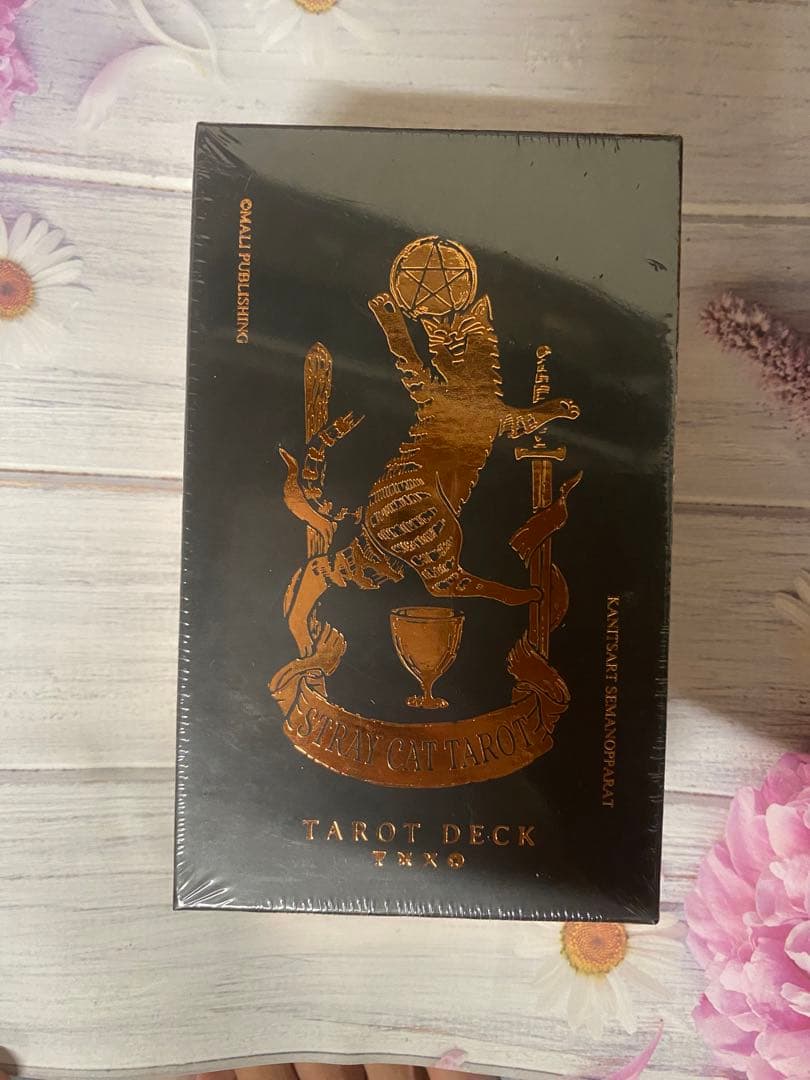 ©MALI PUBLISHING
STRAY CAT TAROT
KANITSART SEMANOPPARAT
TAROT DECK